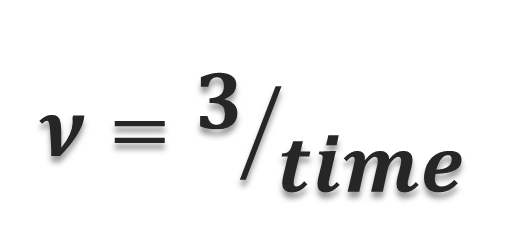 v = 3/time